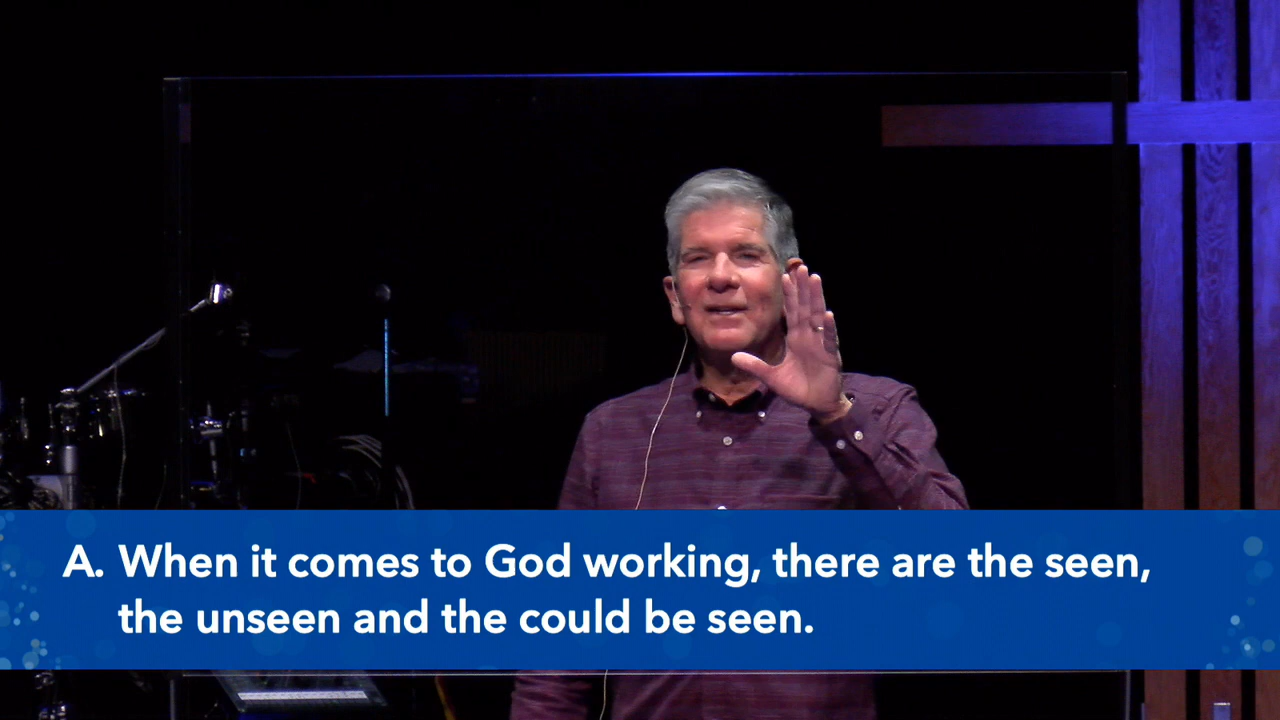 A. When it comes to God working, there are the seen,
the unseen and the could be seen.